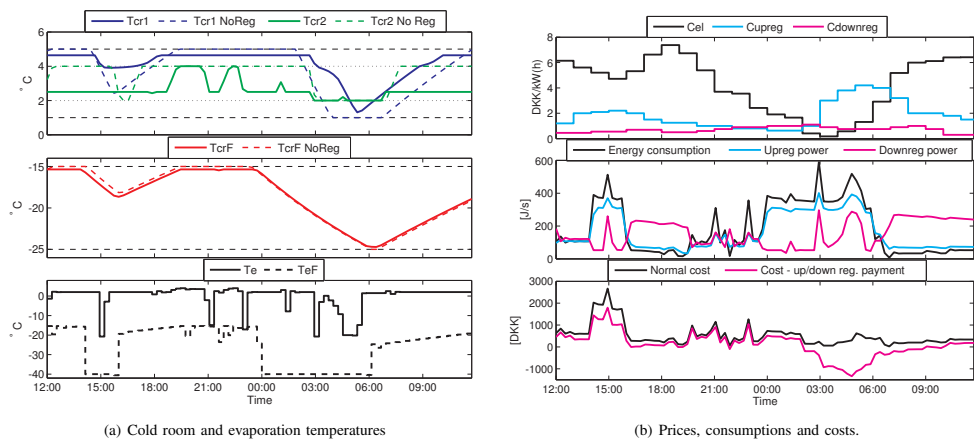 Tcr1 Tcr1 NoReg Tcr2 Tcr2 No Reg
6
4
2
0
° C
TcrF TcrF NoReg
-15
-20
-25
° C
Te TeF
0
-10
-20
-30
-40
° C
12:00 15:00 18:00 21:00 00:00 03:00 06:00 09:00
Time
(a) Cold room and evaporation temperatures
Cel Cupreg Cdownreg
8
6
4
2
0
DKK/kW(h)
Energy consumption Upreg power Downreg power
600
400
200
0
[J/s]
Normal cost Cost - up/down reg. payment
3000
2000
1000
0
-1000
[DKK]
12:00 15:00 18:00 21:00 00:00 03:00 06:00 09:00
Time
(b) Prices, consumptions and costs.